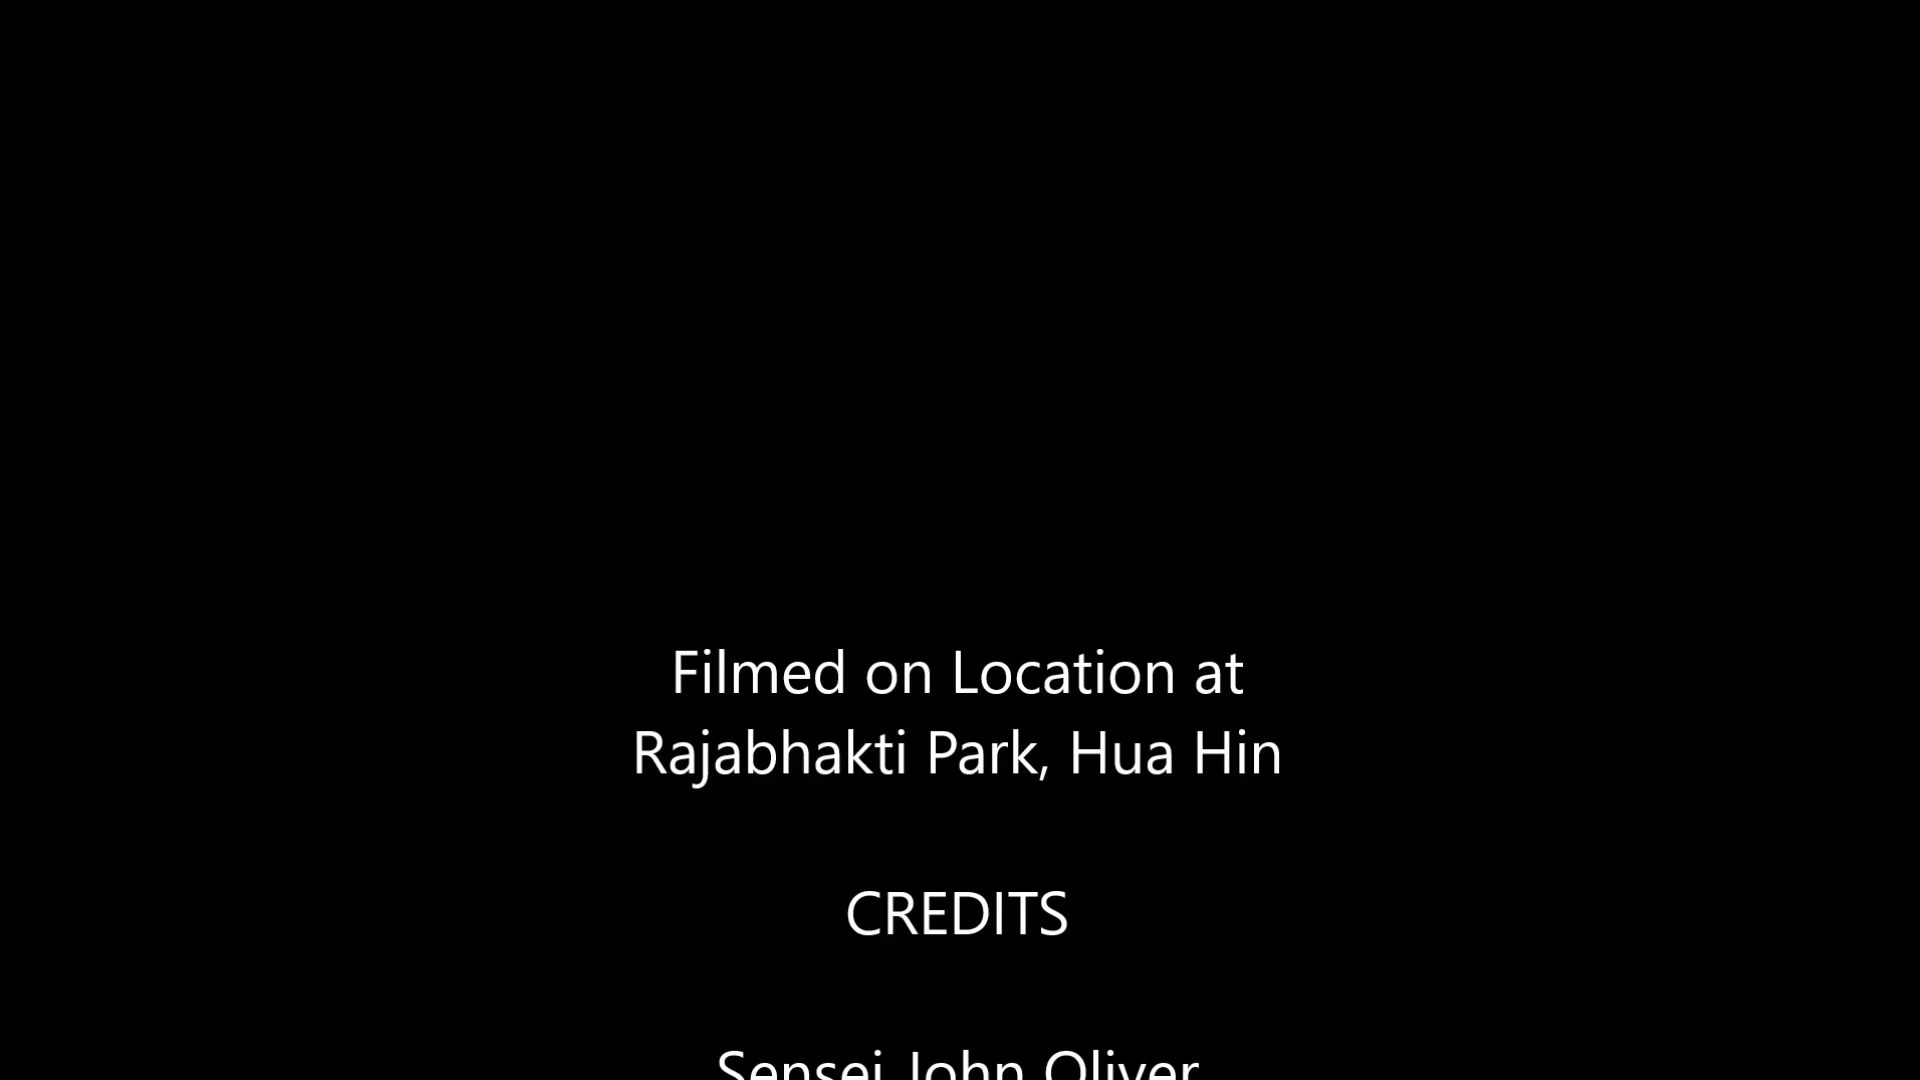 Filmed on Location at
Rajabhakti Park, Hua Hin
CREDITS
Sensei John Oliver